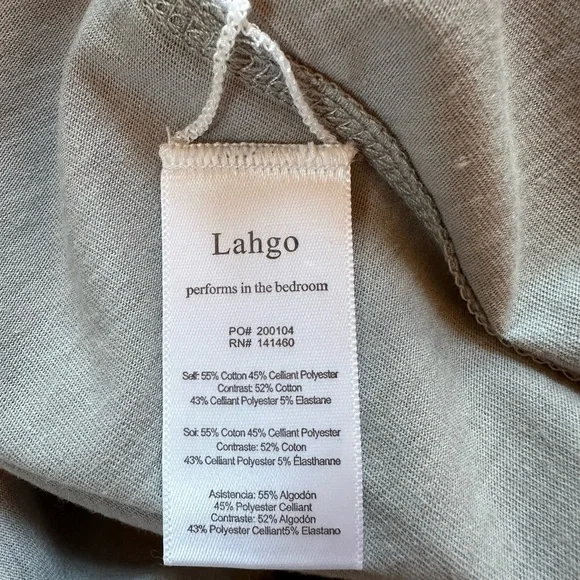 Lahgo
performs in the bedroom
PO# 200104
RN# 141460
Self: 55% Cotton 45% Celliant Polyester
Contrast: 52% Cotton
43% Celliant Polyester 5% Elastane
Soi: 55% Coton 45% Celliant Polyester
Contraste: 52% Coton
43% Celliant Polyester 5% Élasthanne
Asistencia: 55% Algodón
45% Polyester Celliant
Contraste: 52% Algodón
43% Polyester Celliant5% Elastano